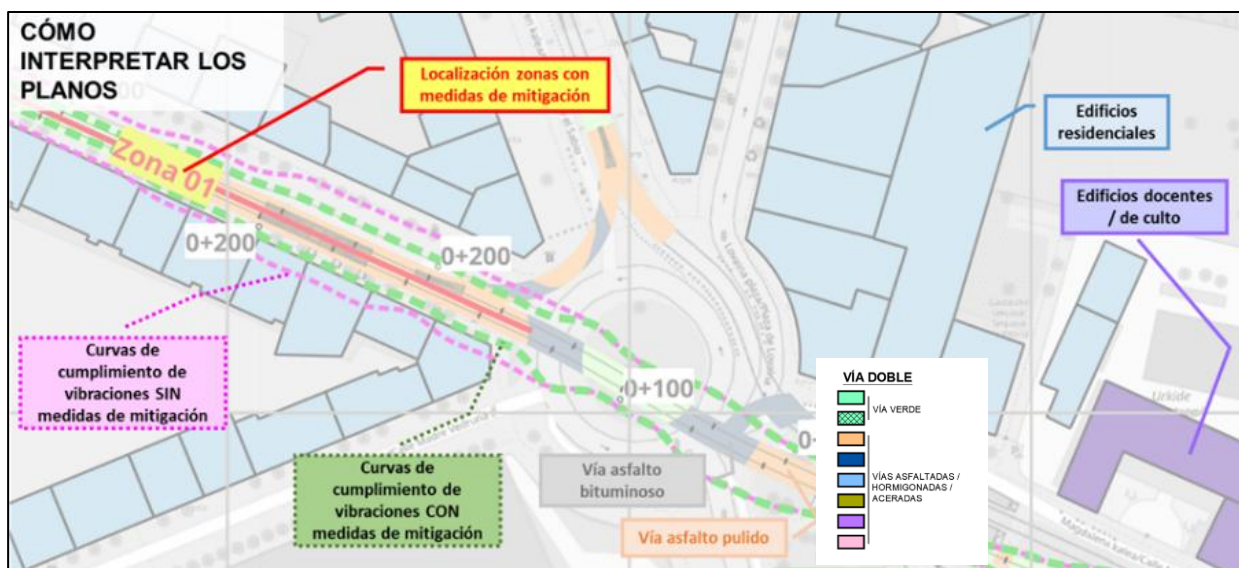 CÓMO
INTERPRETAR LOS
PLANOS
Localización zonas con
medidas de mitigación
Edificios
residenciales
Edificios docentes
/ de culto
Zona 01
0+200
0+200
Curvas de
cumplimiento de
vibraciones SIN
medidas de mitigación
0+100
Urkide
Curvas de
cumplimiento de
vibraciones CON
medidas de mitigación
Vía asfalto
bituminoso
Vía asfalto pulido
VÍA DOBLE
VÍA VERDE
VÍAS ASFALTADAS /
HORMIGONADAS /
ACERADAS